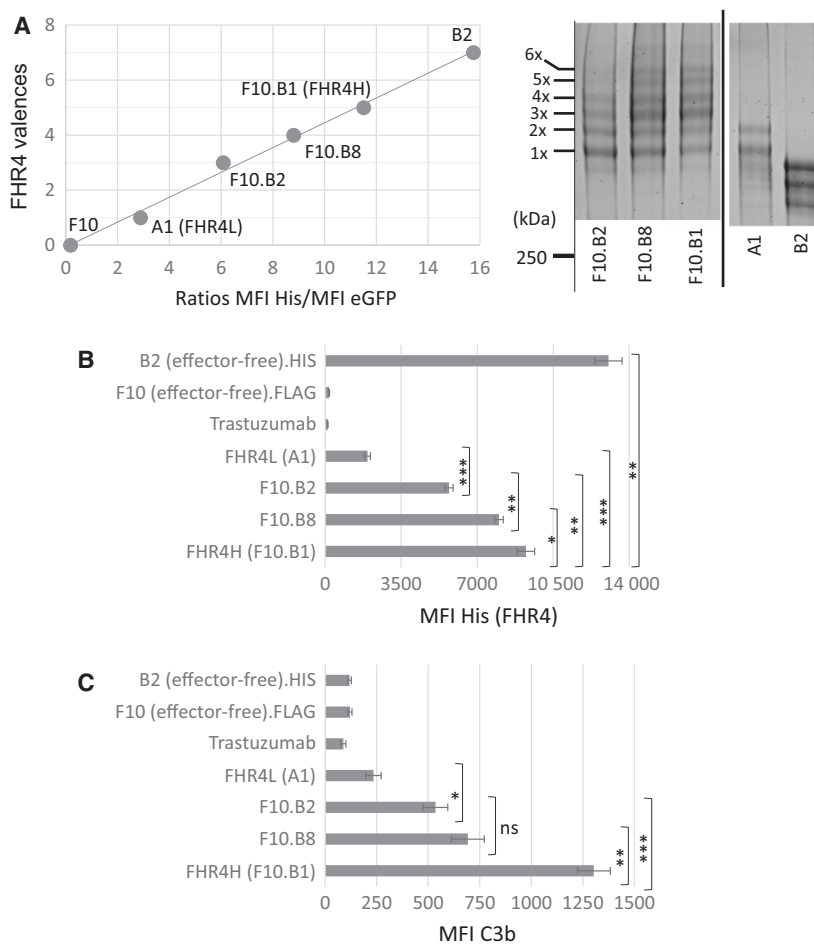 A
FHR4 valences
8
6
4
2
0
B2
F10.B1 (FHR4H)
F10.B8
F10.B2
F10
A1 (FHR4L)
0 2 4 6 8 10 12 14 16
Ratios MFI His/MFI eGFP
6x
5x
4x
3x
2x
1x
(kDa)
250
F10.B2
F10.B8
F10.B1
A1
B2
B
B2 (effector-free).HIS
F10 (effector-free).FLAG
Trastuzumab
FHR4L (A1)
F10.B2
F10.B8
FHR4H (F10.B1)
***
**
*
**
***
**
0 3500 7000 10 500 14 000
MFI His (FHR4)
C
B2 (effector-free).HIS
F10 (effector-free).FLAG
Trastuzumab
FHR4L (A1)
F10.B2
F10.B8
FHR4H (F10.B1)
*
ns
**
***
0 250 500 750 1000 1250 1500
MFI C3b